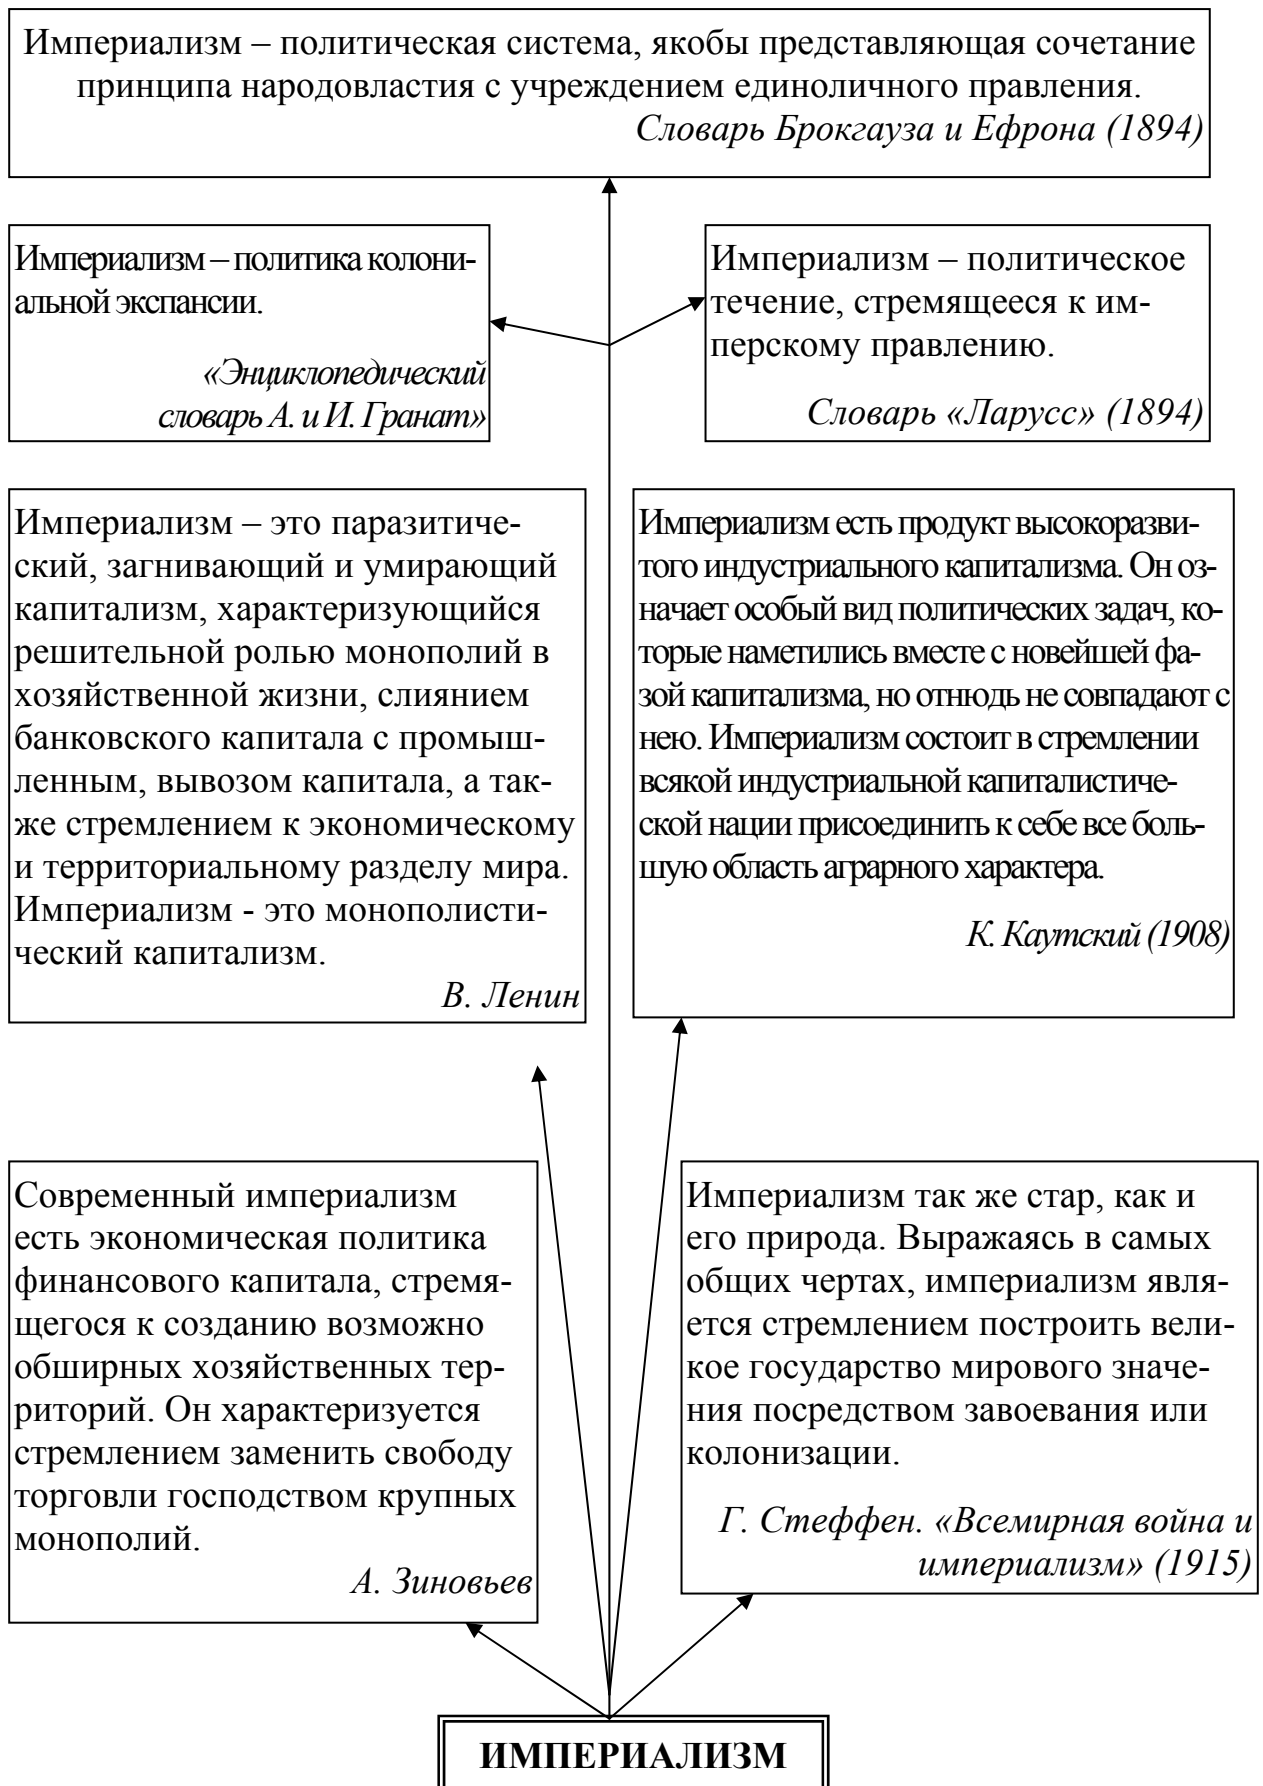 Империализм – политическая система, якобы представляющая сочетание
принципа народовластия с учреждением единоличного правления.
Словарь Брокгауза и Ефрона (1894)
Империализм – политика колони-
альной экспансии.
«Энциклопедический
словарь А. и И. Гранат»
Империализм – политическое
течение, стремящееся к им-
перскому правлению.
Словарь «Ларусс» (1894)
Империализм – это паразитиче-
ский, загнивающий и умирающий
капитализм, характеризующийся
решительной ролью монополий в
хозяйственной жизни, слиянием
банковского капитала с промыш-
ленным, вывозом капитала, а так-
же стремлением к экономическому
и территориальному разделу мира.
Империализм - это монополисти-
ческий капитализм.
В. Ленин
Империализм есть продукт высокоразви-
того индустриального капитализма. Он оз-
начает особый вид политических задач, ко-
торые наметились вместе с новейшей фа-
зой капитализма, но отнюдь не совпадают с
нею. Империализм состоит в стремлении
всякой индустриальной капиталистиче-
ской нации присоединить к себе все боль-
шую область аграрного характера.
К. Каутский (1908)
Современный империализм
есть экономическая политика
финансового капитала, стремя-
щегося к созданию возможно
обширных хозяйственных тер-
риторий. Он характеризуется
стремлением заменить свободу
торговли господством крупных
монополий.
А. Зиновьев
Империализм так же стар, как и
его природа. Выражаясь в самых
общих чертах, империализм явля-
ется стремлением построить вели-
кое государство мирового значе-
ния посредством завоевания или
колонизации.
Г. Стеффен. «Всемирная война и
империализм» (1915)
ИМПЕРИАЛИЗМ